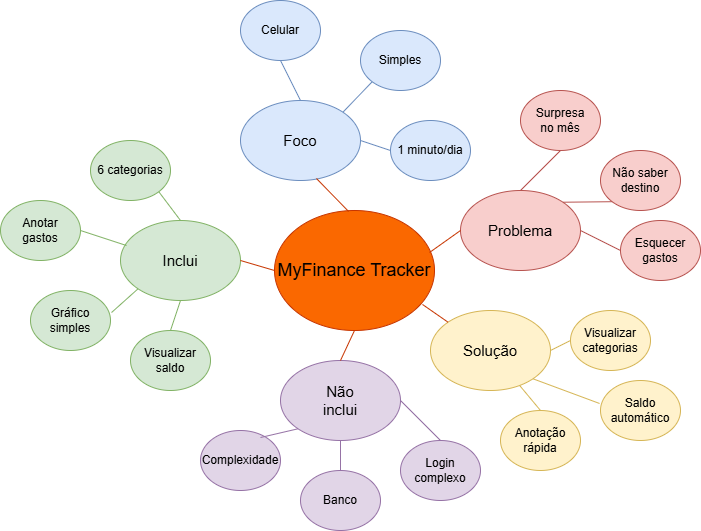 Celular
Simples
Foco
1 minuto/dia
Surpresa
no mês
Não saber
destino
Problema
Esquecer
gastos
6 categorias
Anotar
gastos
Inclui
Gráfico
simples
Visualizar
saldo
MyFinance Tracker
Solução
Visualizar
categorias
Saldo
automático
Anotação
rápida
Não
inclui
Complexidade
Banco
Login
complexo